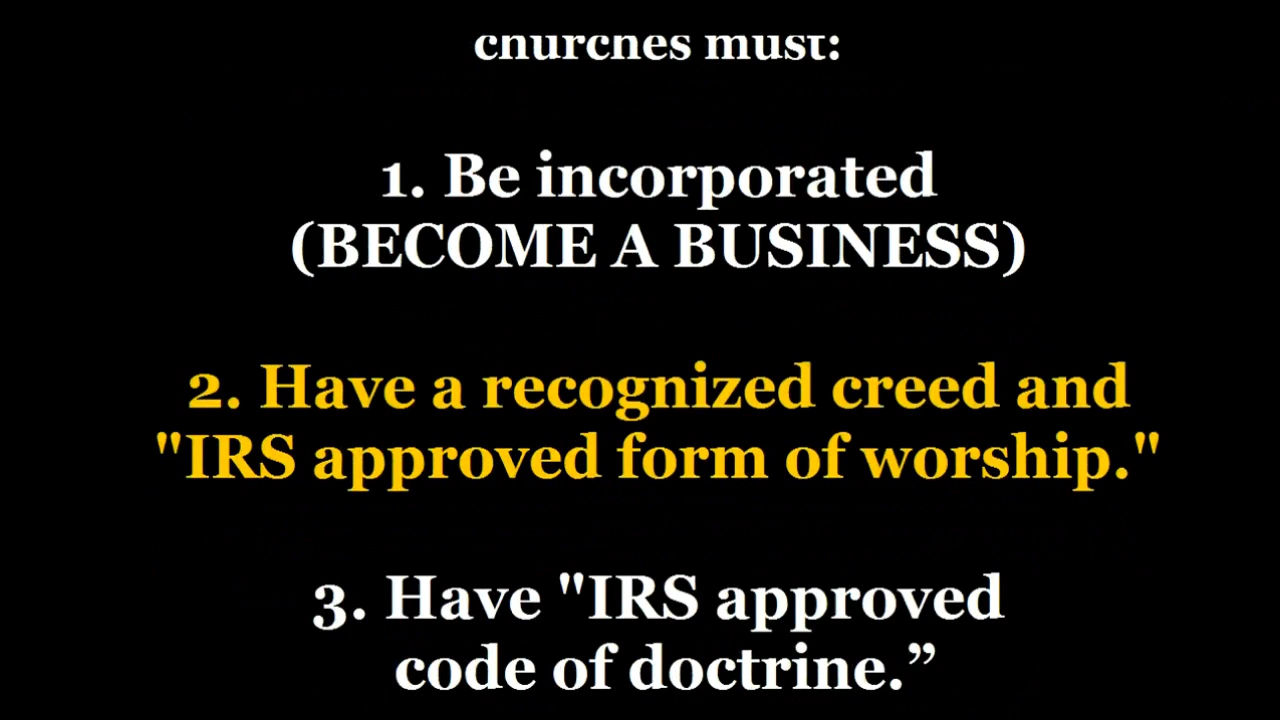 churches must:
1. Be incorporated
(BECOME A BUSINESS)
2. Have a recognized creed and
"IRS approved form of worship."
3. Have "IRS approved
code of doctrine.”